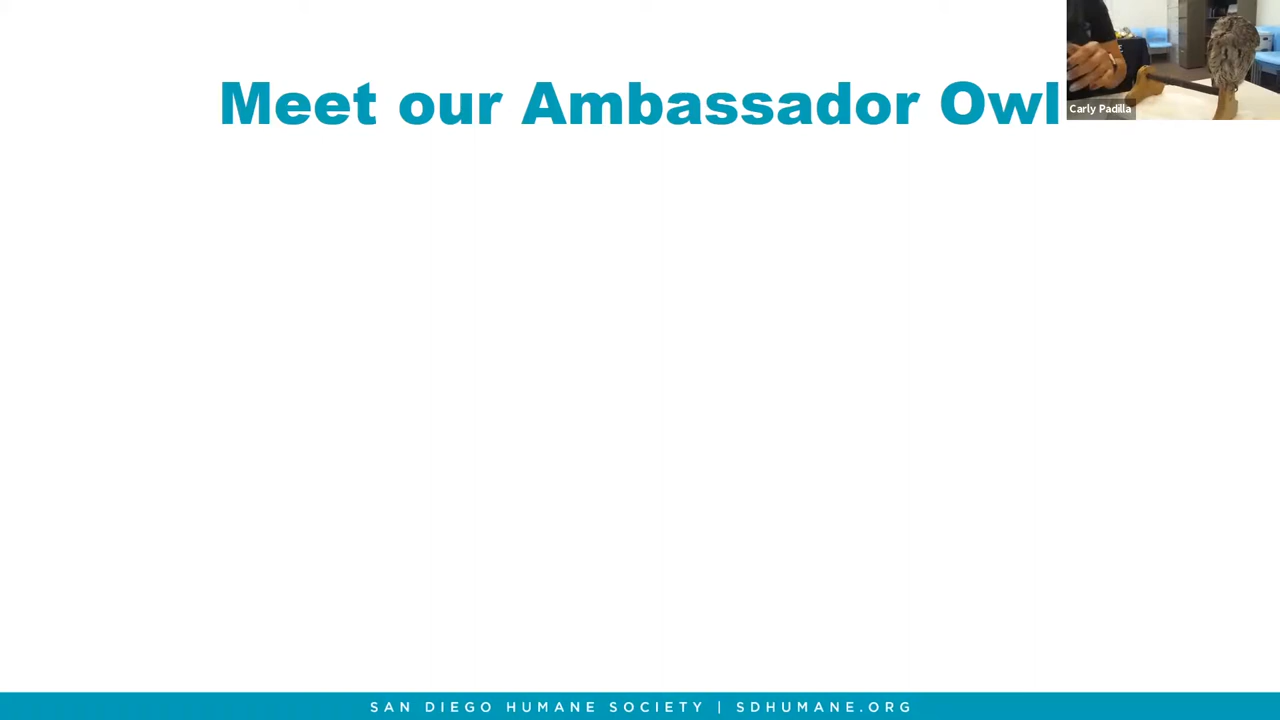 Meet our Ambassador Owl
Carly Padilla
SAN DIEGO HUMANE SOCIETY | SDHUMANE.ORG